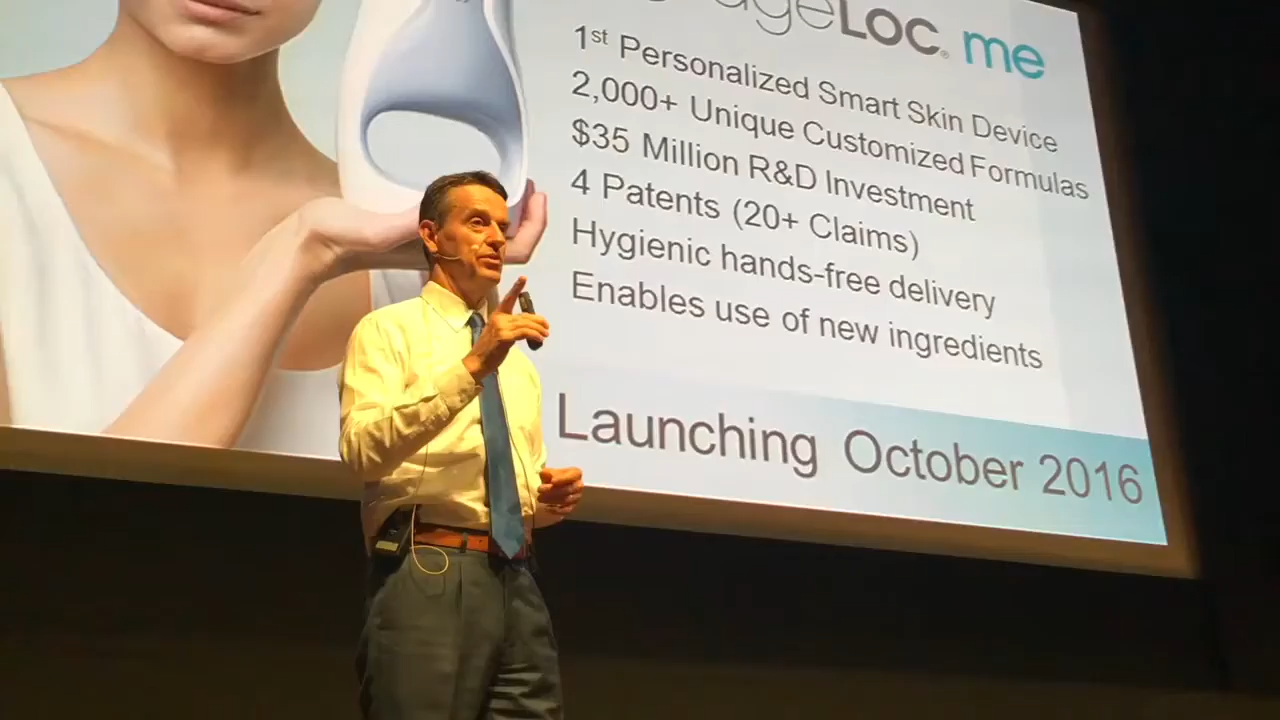 ageLOC® me
1st Personalized Smart Skin Device
2,000+ Unique Customized Formulas
$35 Million R&D Investment
4 Patents (20+ Claims)
Hygienic hands-free delivery
Enables use of new ingredients
Launching October 2016